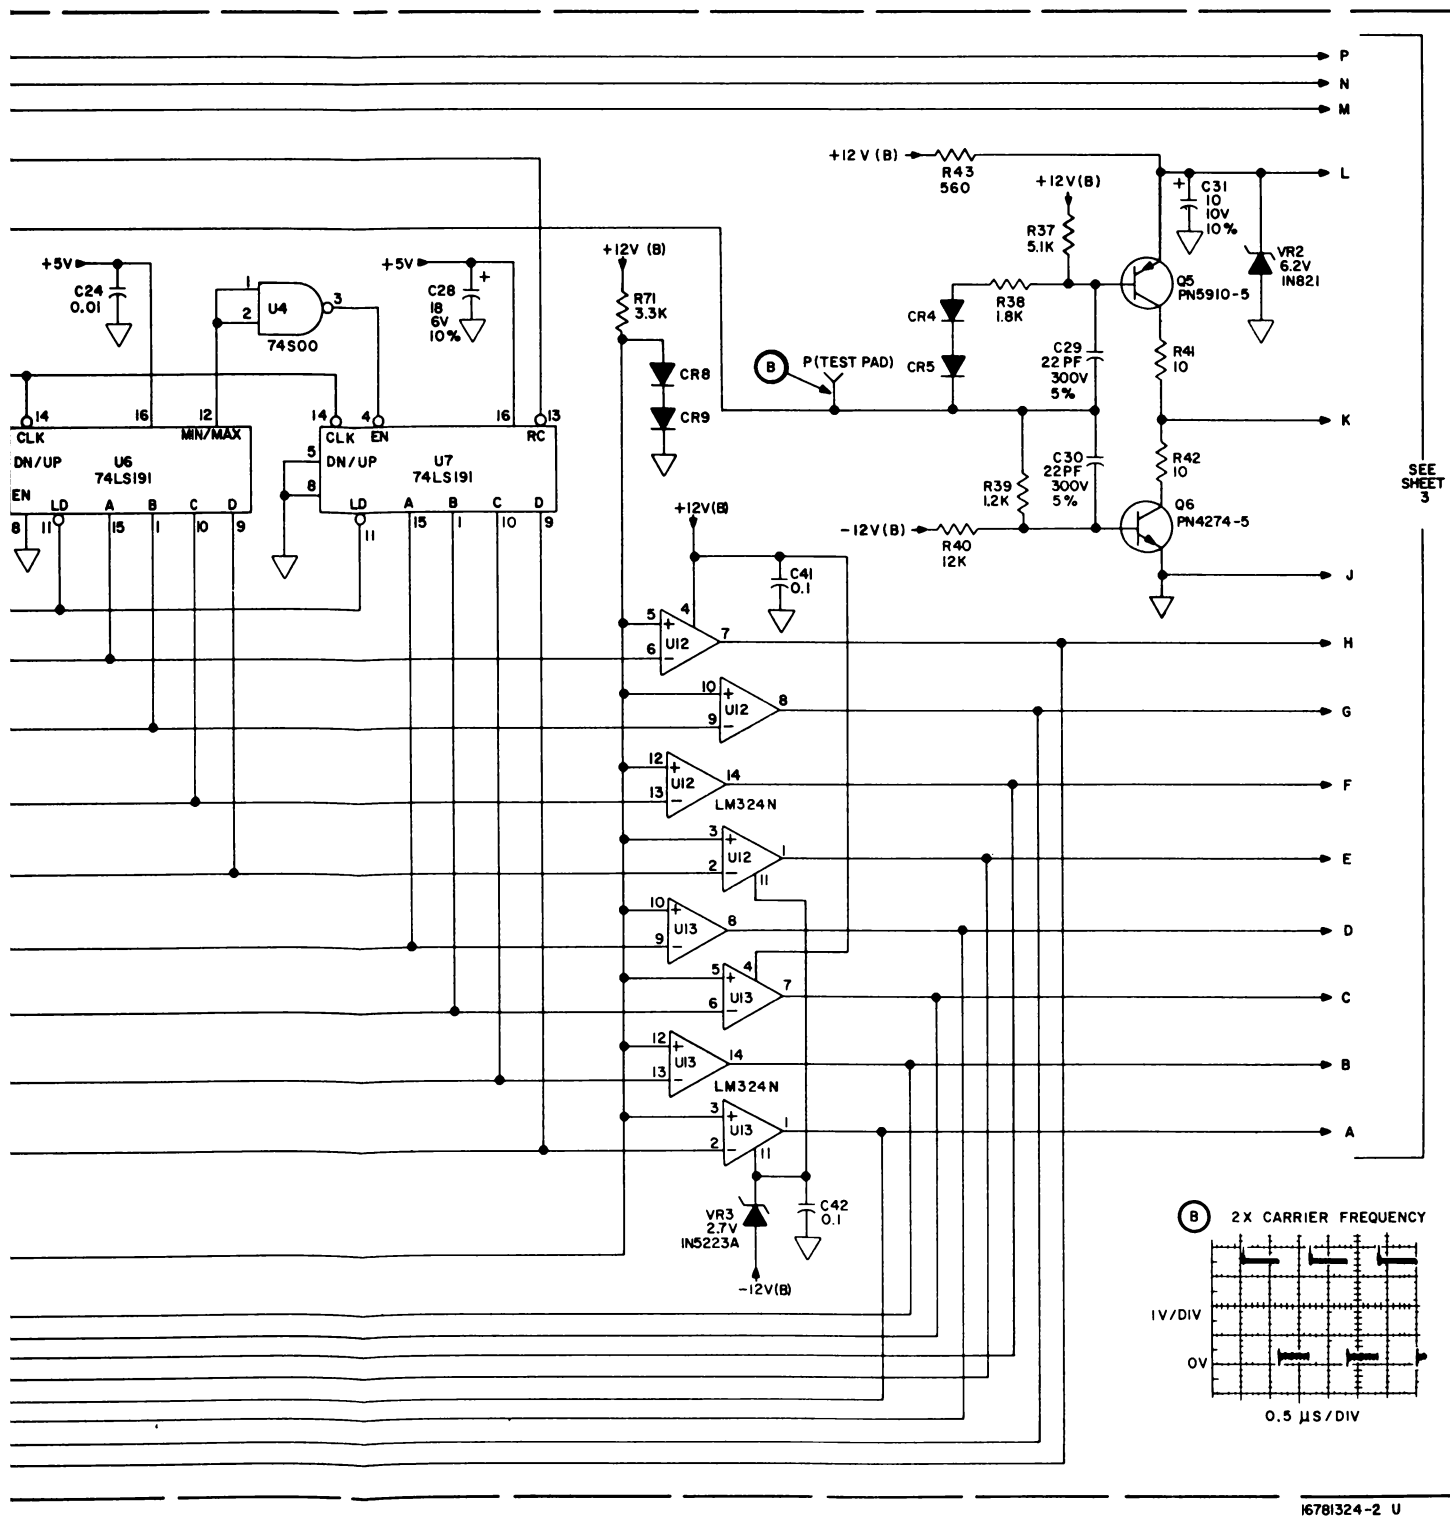 P
N
M
+12V (B)
R43
560
L
+12V(B)
+ C31
10
10V
10%
R37
5.1K
VR2
6.2V
1N821
+12V (B)
+5V
C24
0.01
1
2
U4
3
74S00
+5V
+
C28
18
6V
10%
R71
3.3K
Q5
PN5910-5
R38
1.8K
CR4
CR5
C29
22PF
300V
5%
R41
10
B
P(TEST PAD)
CR8
CR9
14
16
12
14
4
16
13
CLK
MIN/MAX
CLK
EN
RC
K
DN/UP
U6
74LS191
5
8
DN/UP
U7
74LS191
R42
10
C30
22PF
300V
5%
R39
1.2K
EN
LD
A
B
C
D
LD
A
B
C
D
8
11
15
1
10
9
11
15
1
10
9
SEE
SHEET
3
+12V(B)
-12V(B)
R40
12K
Q6
PN4274-5
C41
0.1
J
5
+
4
U12
7
6
-
H
10
+
U12
8
9
-
G
12
+
U12
14
13
-
LM324N
F
3
+
U12
1
2
-
11
E
10
+
U13
8
9
-
D
5
+
4
U13
7
6
-
C
12
+
U13
14
13
-
LM324N
B
3
+
U13
1
2
-
11
A
VR3
2.7V
1N5223A
C42
0.1
-12V(B)
B 2X CARRIER FREQUENCY
1V/DIV
0V
0.5 µS/DIV
16781324-2 U